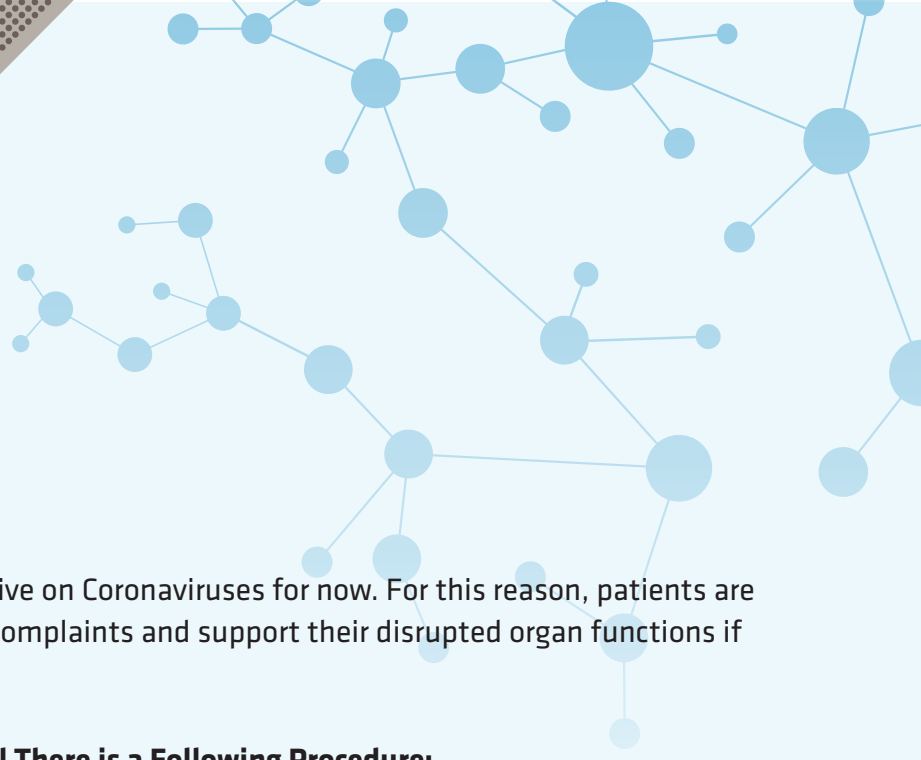 ive on Coronaviruses for now. For this reason, patients are
omplaints and support their disrupted organ functions if
There is a Following Procedure: